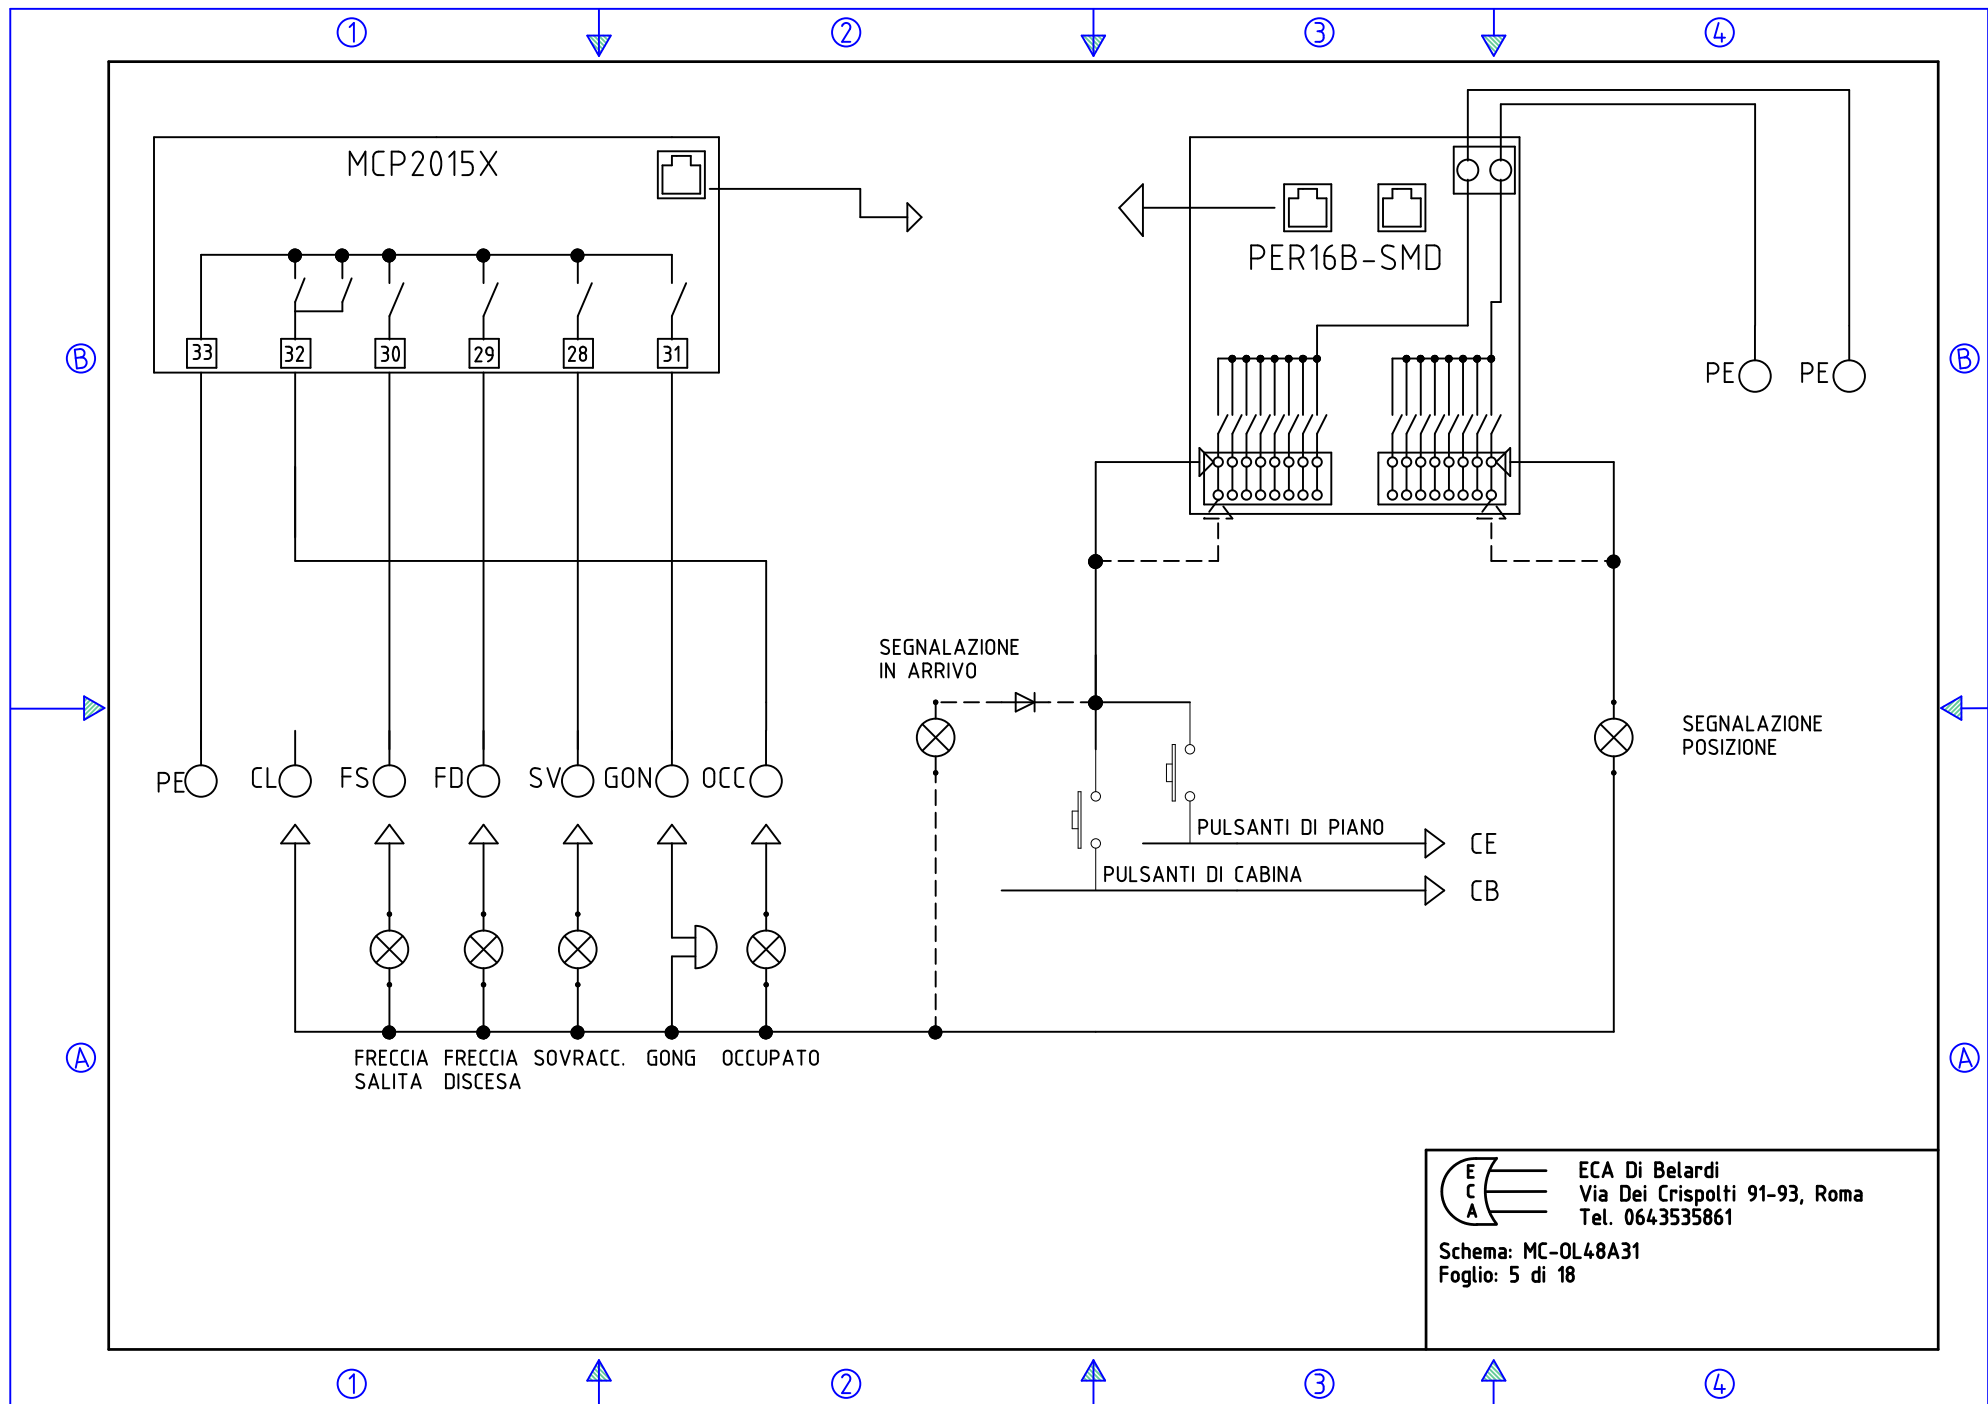 1 2 3 4
MCP2015X
PER16B-SMD
33 32 30 29 28 31
B
B
PE PE
SEGNALAZIONE
IN ARRIVO
SEGNALAZIONE
POSIZIONE
PE CL FS FD SV GON OCC
PULSANTI DI PIANO CE
PULSANTI DI CABINA CB
A
A
FRECCIA
SALITA
FRECCIA
DISCESA
SOVRACC.
GONG
OCCUPATO
E
C
A
ECA Di Belardi
Via Dei Crispolti 91-93, Roma
Tel. 0643535861
Schema: MC-OL48A31
Foglio: 5 di 18
1 2 3 4